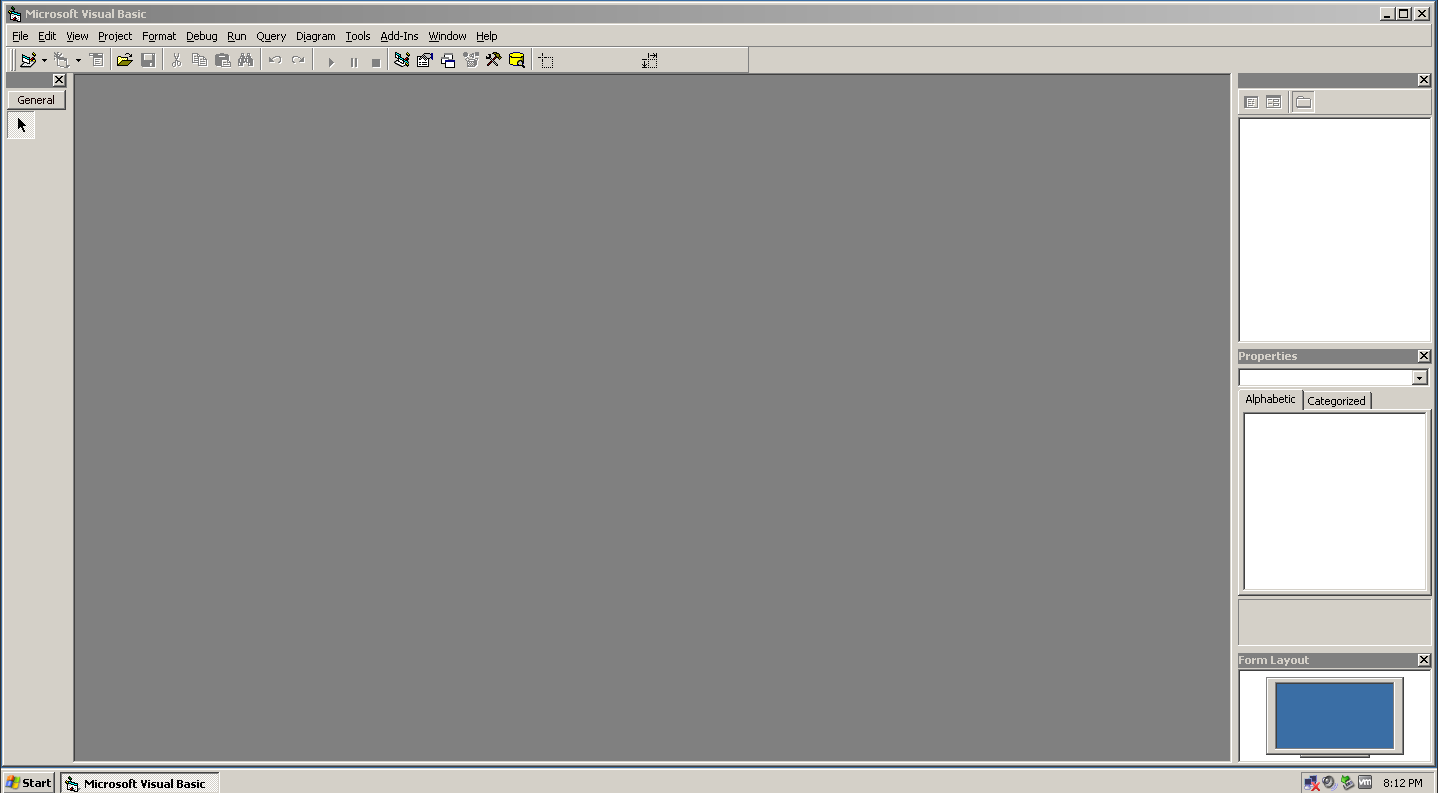 Microsoft Visual Basic
File Edit View Project Format Debug Run Query Diagram Tools Add-Ins Window Help
General
Properties
Alphabetic Categorized
Form Layout
Start Microsoft Visual Basic vm 8:12 PM